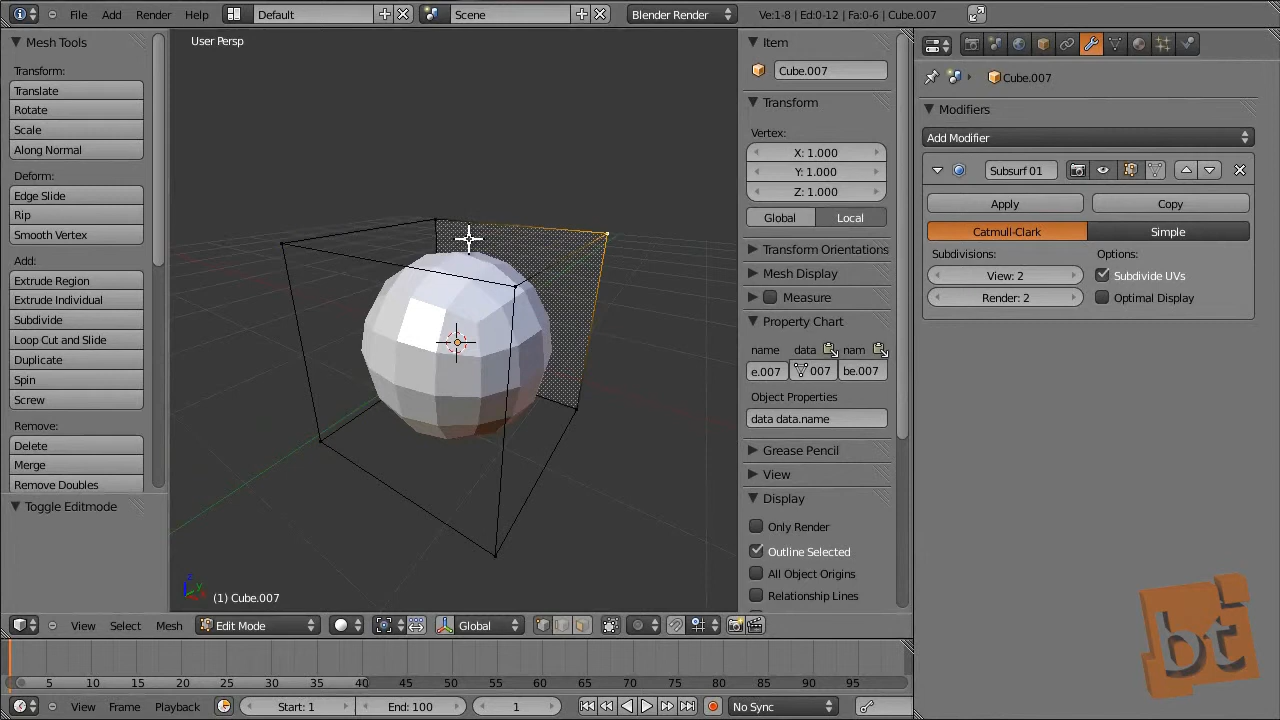 File Add Render Help Default Scene Blender Render Ve:1-8 | Ed:0-12 | Fa:0-6 | Cube.007
Mesh Tools
Transform:
Translate
Rotate
Scale
Along Normal
Deform:
Edge Slide
Rip
Smooth Vertex
Add:
Extrude Region
Extrude Individual
Subdivide
Loop Cut and Slide
Duplicate
Spin
Screw
Remove:
Delete
Merge
Remove Doubles
Toggle Editmode
User Persp
(1) Cube.007
Item
Cube.007
Transform
Vertex:
X: 1.000
Y: 1.000
Z: 1.000
Global Local
Transform Orientations
Mesh Display
Measure
Property Chart
name data nam
e.007 007 be.007
Object Properties
data data.name
Grease Pencil
View
Display
Only Render
Outline Selected
All Object Origins
Relationship Lines
Cube.007
Modifiers
Add Modifier
Subsurf 01
Apply Copy
Catmull-Clark Simple
Subdivisions: Options:
View: 2 Subdivide UVs
Render: 2 Optimal Display
View Select Mesh Edit Mode Global
5 10 15 20 25 30 35 40 45 50 55 60 65 70 75 80 85 90 95
View Frame Playback Start: 1 End: 100 1 No Sync
bt